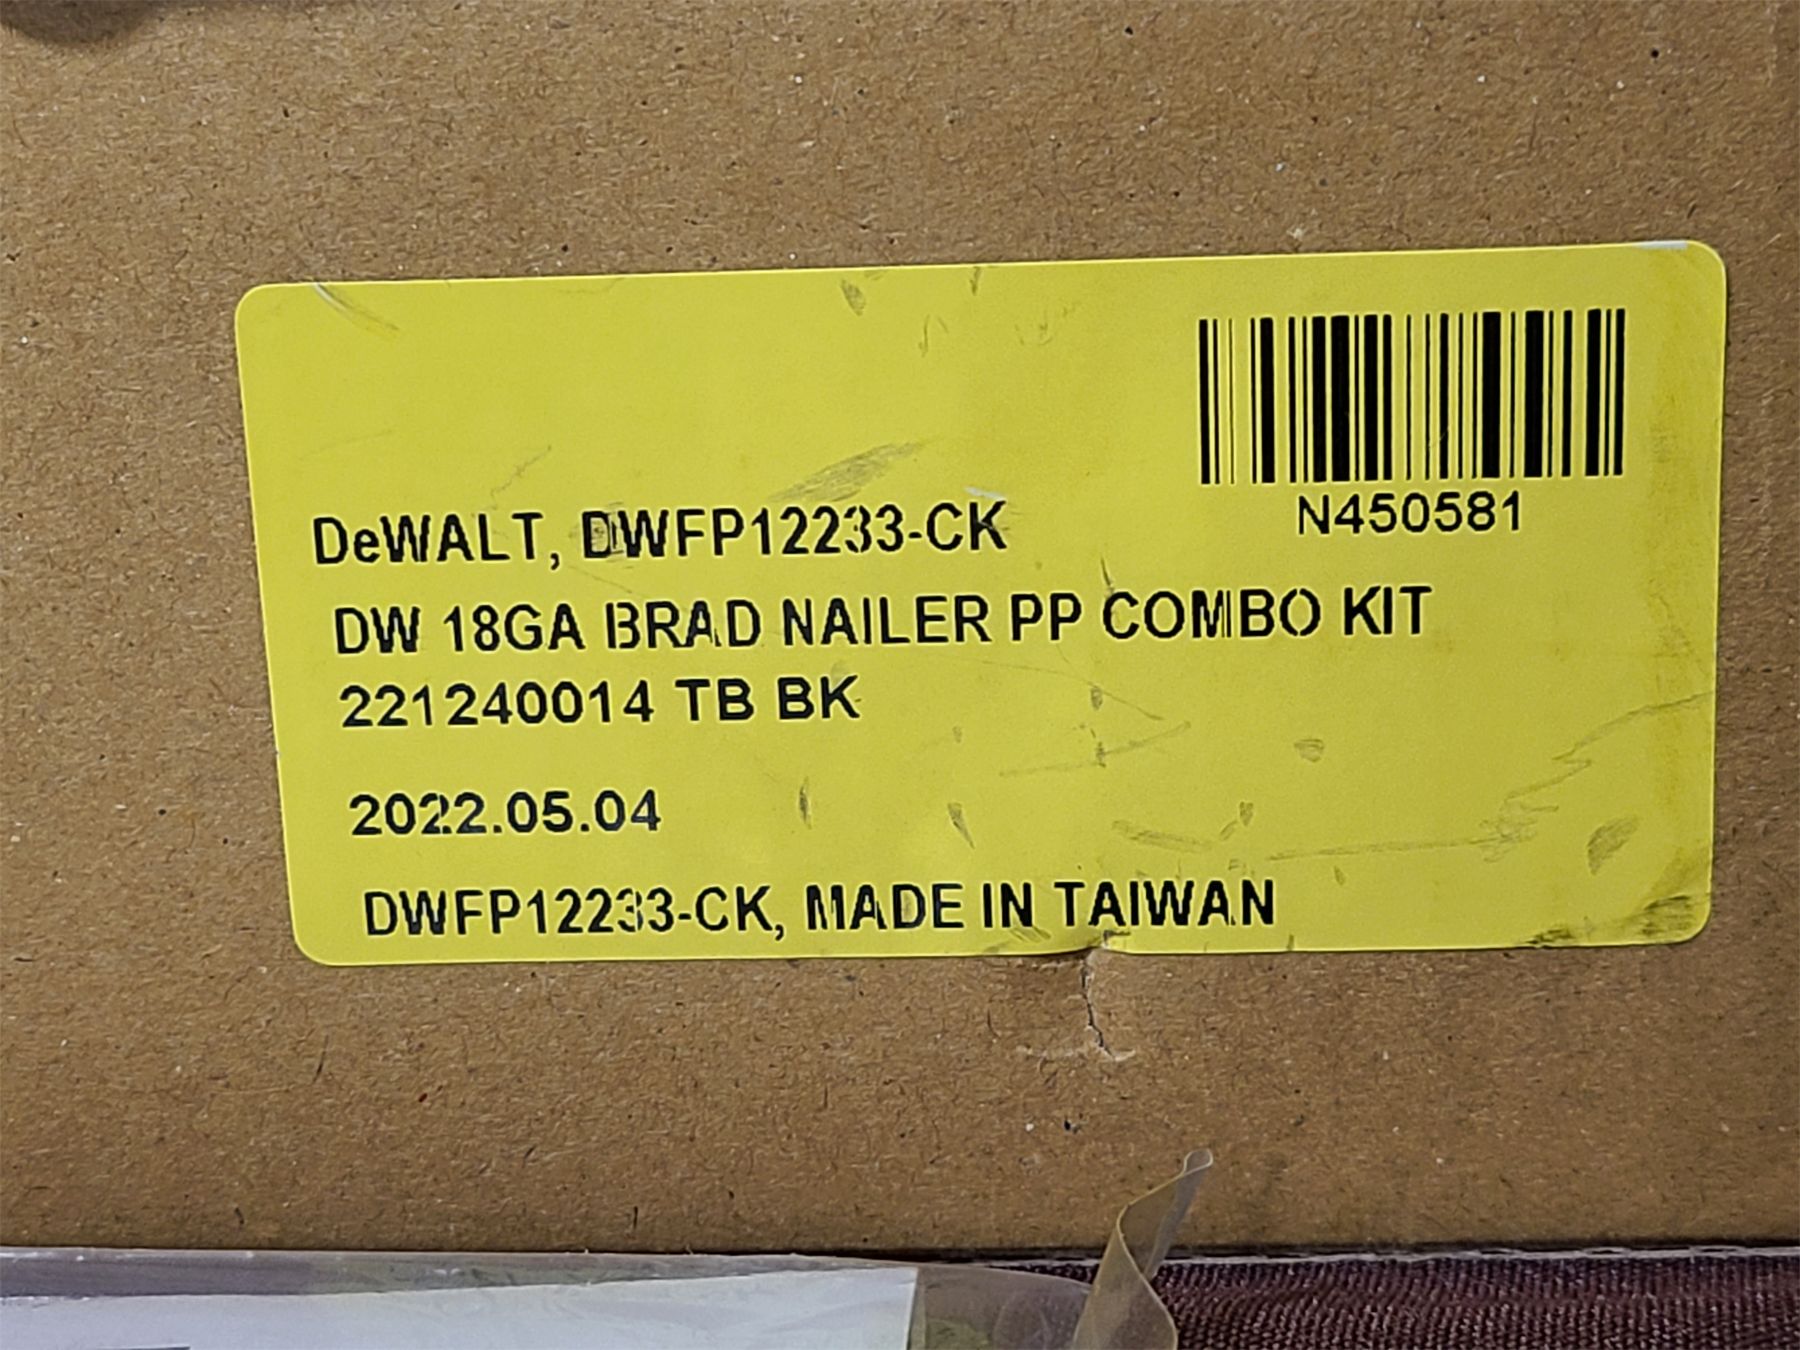 N450581
DeWALT, DWFP12233-CK
DW 18GA BRAD NAILER PP COMBO KIT
221240014 TB BK
2022.05.04
DWFP12233-CK, MADE IN TAIWAN